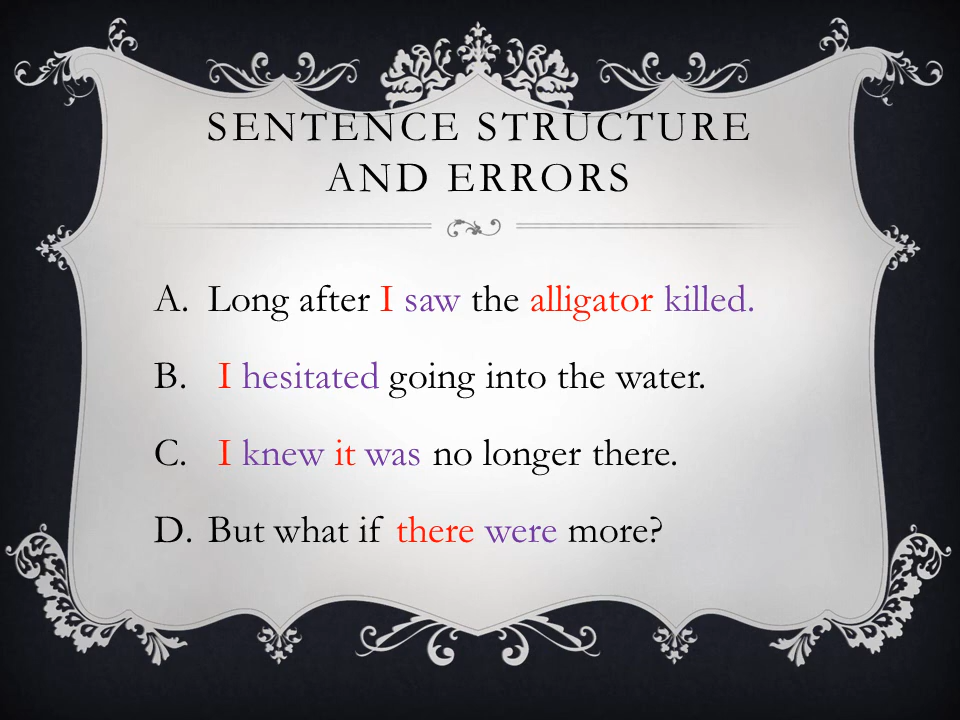 SENTENCE STRUCTURE
AND ERRORS
A. Long after I saw the alligator killed.
B. I hesitated going into the water.
C. I knew it was no longer there.
D. But what if there were more?